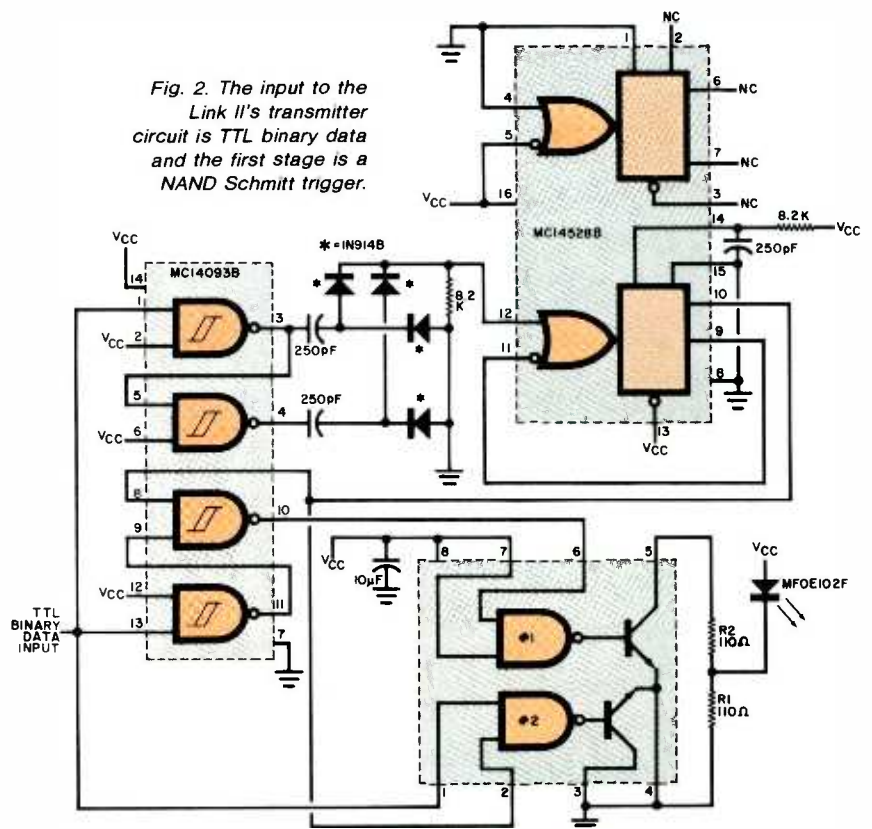 Fig. 2. The input to the
Link II's transmitter
circuit is TTL binary data
and the first stage is a
NAND Schmitt trigger.
1
2
NC
4
5
6
NC
7
NC
VCC
16
3
NC
MC14528B
14
8.2K
VCC
250pF
15
10
12
11
9
8
13
VCC
VCC
14
MC14093B
* = 1N914B
*
*
8.2
K
1
3
250pF
*
VCC
2
5
250pF
4
VCC
6
*
8
10
9
VCC
12
11
TTL
BINARY
DATA
INPUT
13
7
VCC
10µF
8
7
6
5
VCC
MFOE102F
#1
R2
110Ω
#2
R1
110Ω
1
2
3
4